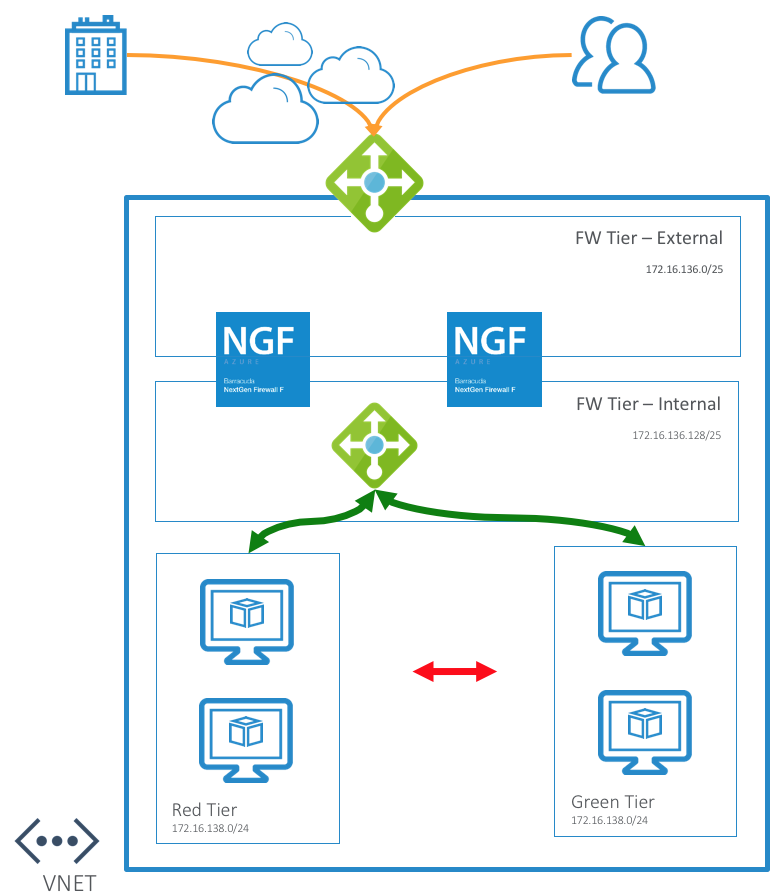 FW Tier – External
172.16.136.0/25
NGF
AZURE
Barracuda
NextGen Firewall F
NGF
AZURE
Barracuda
NextGen Firewall F
FW Tier – Internal
172.16.136.128/25
Red Tier
172.16.138.0/24
Green Tier
172.16.138.0/24
VNET